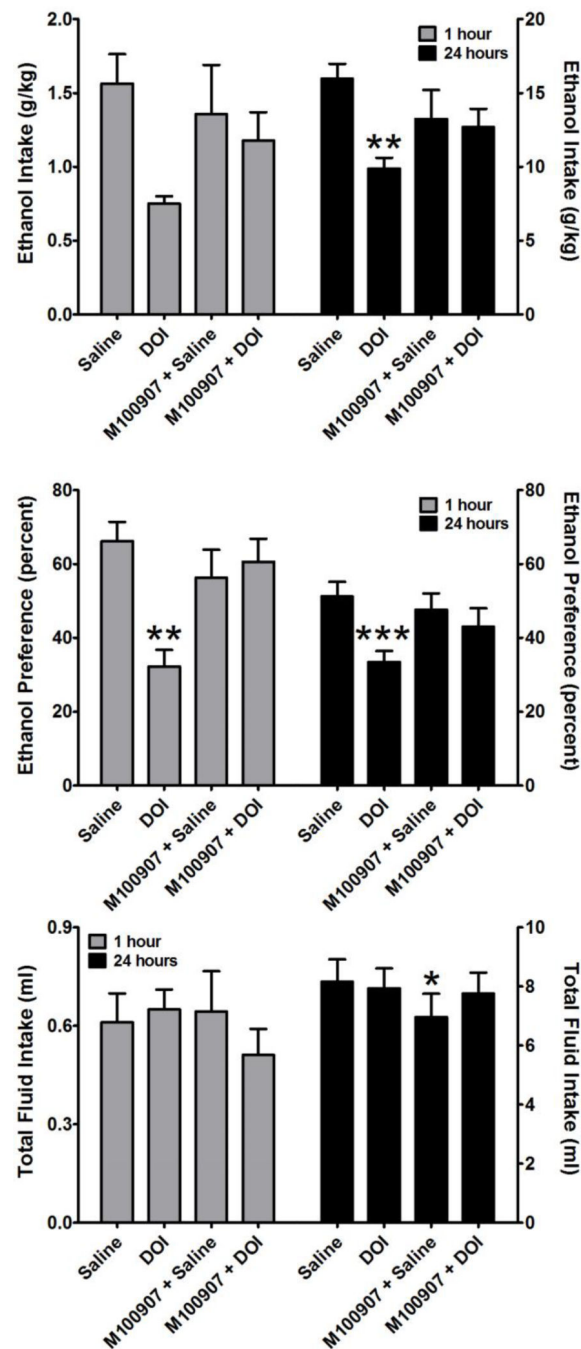 Ethanol Intake (g/kg)
2.0
1.5
1.0
0.5
0.0
1 hour
24 hours
**
20
15
10
5
0
Ethanol Intake (g/kg)
Saline
DOI
M100907 + Saline
M100907 + DOI
Saline
DOI
M100907 + Saline
M100907 + DOI
Ethanol Preference (percent)
80
60
40
20
0
**
1 hour
24 hours
***
80
60
40
20
0
Ethanol Preference
(percent)
Saline
DOI
M100907 + Saline
M100907 + DOI
Saline
DOI
M100907 + Saline
M100907 + DOI
Total Fluid Intake (ml)
0.9
0.6
0.3
0.0
1 hour
24 hours
*
10
8
6
4
2
0
Total Fluid Intake
(ml)
Saline
DOI
M100907 + Saline
M100907 + DOI
Saline
DOI
M100907 + Saline
M100907 + DOI